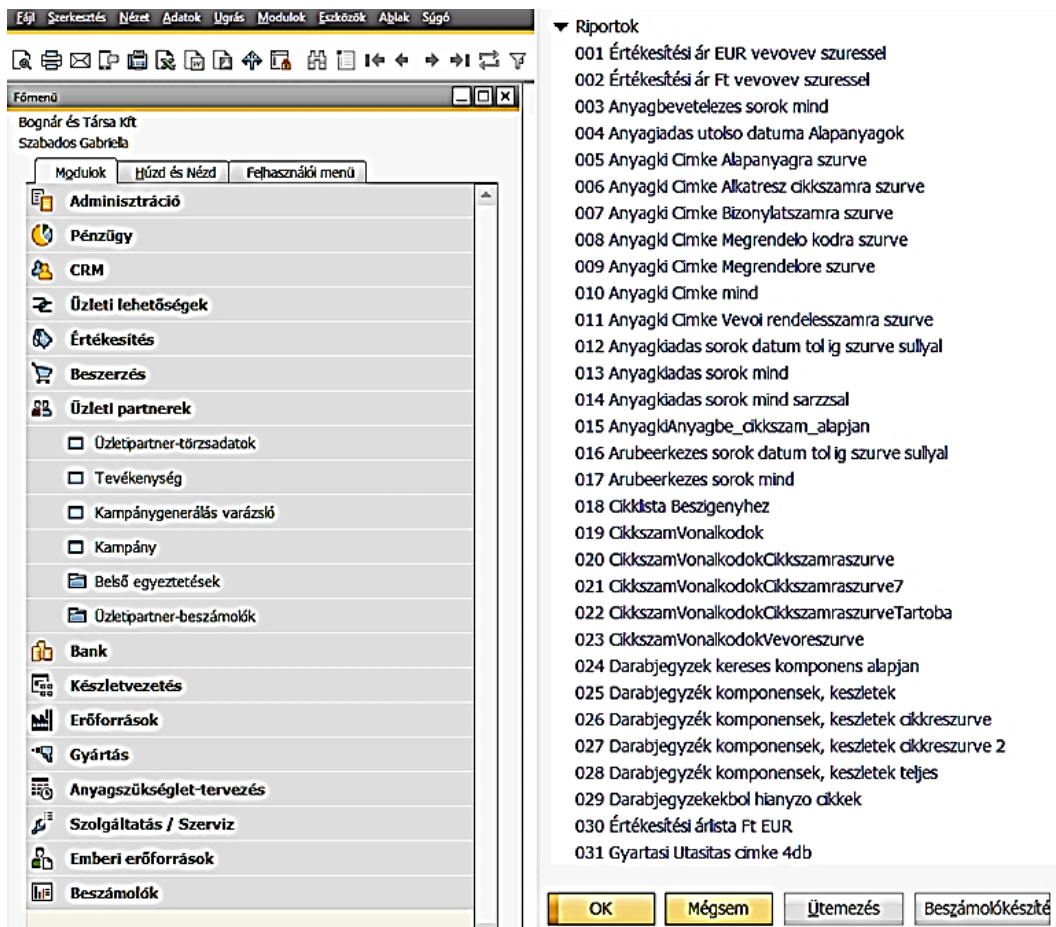 Fájl Szerkesztés Nézet Adatok Ugrás Modulok Eszközök Ablak Súgó
Főmenü
Bognár és Társa Kft
Szabados Gabriella
Modulok Húzd és Nézd Felhasználói menü
Adminisztráció
Pénzügy
CRM
Üzleti lehetőségek
Értékesítés
Beszerzés
Üzleti partnerek
Üzletipartner-törzsadatok
Tevékenység
Kampánygenerálás varázsló
Kampány
Belső egyeztetések
Üzletipartner-beszámolók
Bank
Készletvezetés
Erőforrások
Gyártás
Anyagszükséglet-tervezés
Szolgáltatás / Szerviz
Emberi erőforrások
Beszámolók
Riportok
001 Értékesítési ár EUR vevovev szuressel
002 Értékesítési ár Ft vevovev szuressel
003 Anyagbevetelezes sorok mind
004 Anyagiadas utolso datuma Alapanyagok
005 Anyagki Cimke Alapanyagra szurve
006 Anyagki Cimke Alkatresz cikkszamra szurve
007 Anyagki Cimke Bizonylatszamra szurve
008 Anyagki Cimke Megrendelo kodra szurve
009 Anyagki Cimke Megrendelore szurve
010 Anyagki Cimke mind
011 Anyagki Cimke Vevoi rendelesszamra szurve
012 Anyagkiadas sorok datum tol ig szurve sullyal
013 Anyagkiadas sorok mind
014 Anyagkiadas sorok mind sarzzsal
015 AnyagkiAnyagbe_cikkszam_alapjan
016 Arubeerkezes sorok datum tol ig szurve sullyal
017 Arubeerkezes sorok mind
018 Cikklista Beszigenyhez
019 CikkszamVonalkodok
020 CikkszamVonalkodokCikkszamraszurve
021 CikkszamVonalkodokCikkszamraszurve7
022 CikkszamVonalkodokCikkszamraszurveTartoba
023 CikkszamVonalkodokVevoreszurve
024 Darabjegyzek kereses komponens alapjan
025 Darabjegyzék komponensek, keszletek
026 Darabjegyzék komponensek, keszletek cikkreszurve
027 Darabjegyzék komponensek, keszletek cikkreszurve 2
028 Darabjegyzék komponensek, keszletek teljes
029 Darabjegyzekekbol hianyzo cikkek
030 Értékesítési árlista Ft EUR
031 Gyartasi Utasitas cimke 4db
OK Mégsem Ütemezés Beszámolókészíté